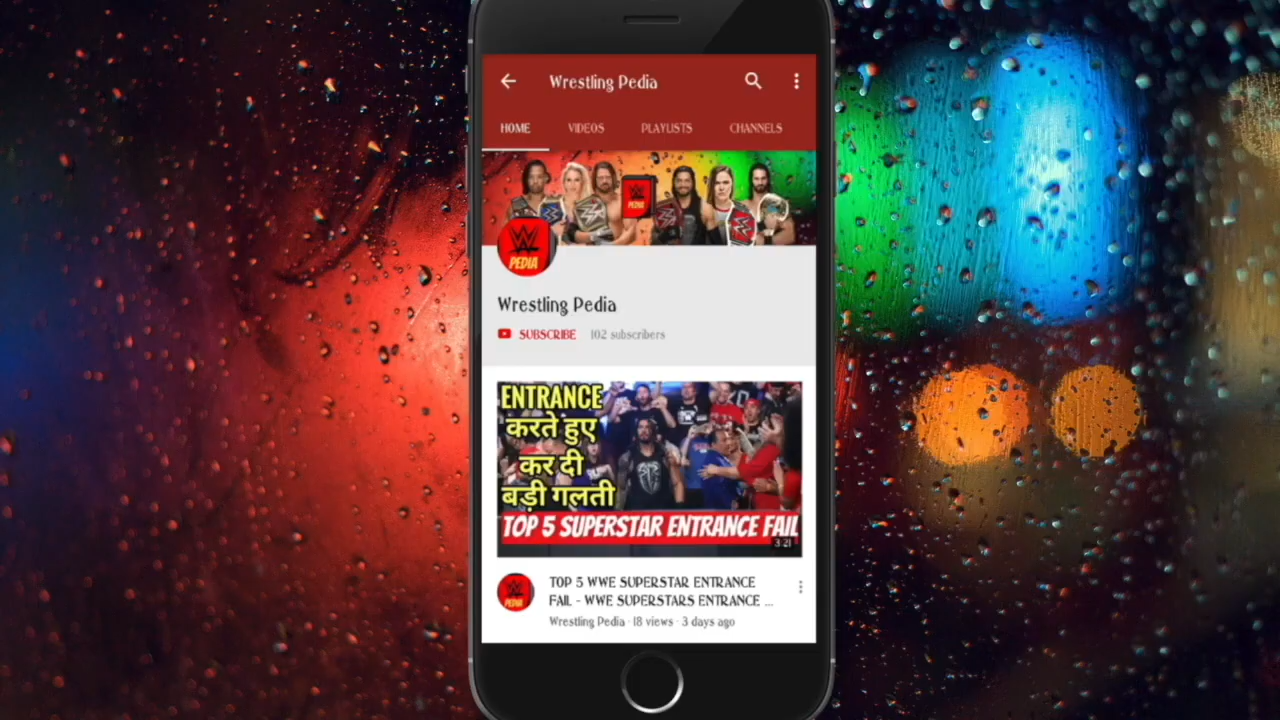 Wrestling Pedia
HOME VIDEOS PLAYLISTS CHANNELS
PEDIA
PEDIA
Wrestling Pedia
SUBSCRIBE 102 subscribers
ENTRANCE
करते हुए
कर दी
बड़ी गलती
TOP 5 SUPERSTAR ENTRANCE FAIL
3:21
TOP 5 WWE SUPERSTAR ENTRANCE
FAIL - WWE SUPERSTARS ENTRANCE ...
PEDIA
Wrestling Pedia · 18 views · 3 days ago